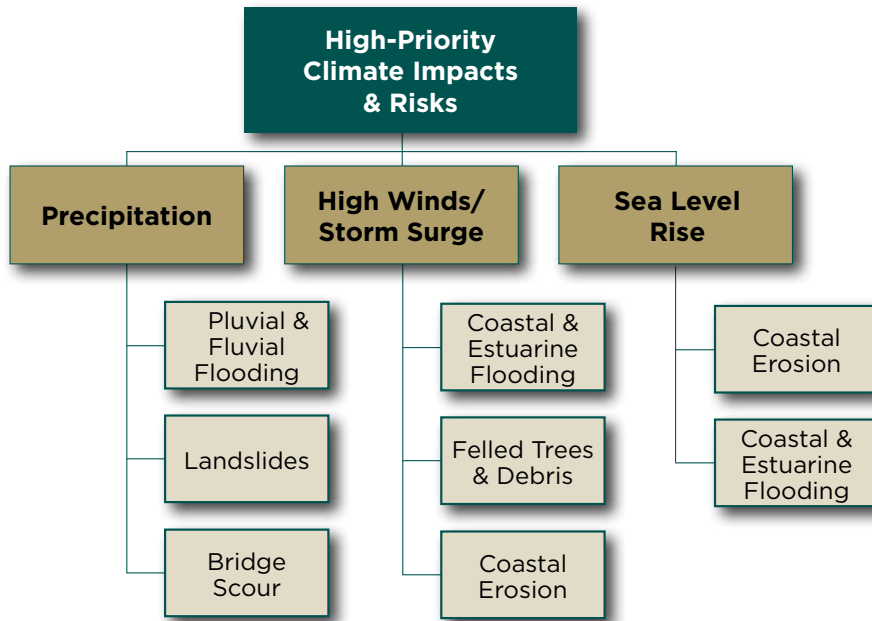 High-Priority
Climate Impacts
& Risks
Precipitation
High Winds/
Storm Surge
Sea Level
Rise
Pluvial &
Fluvial
Flooding
Landslides
Bridge
Scour
Coastal &
Estuarine
Flooding
Felled Trees
& Debris
Coastal
Erosion
Coastal
Erosion
Coastal &
Estuarine
Flooding